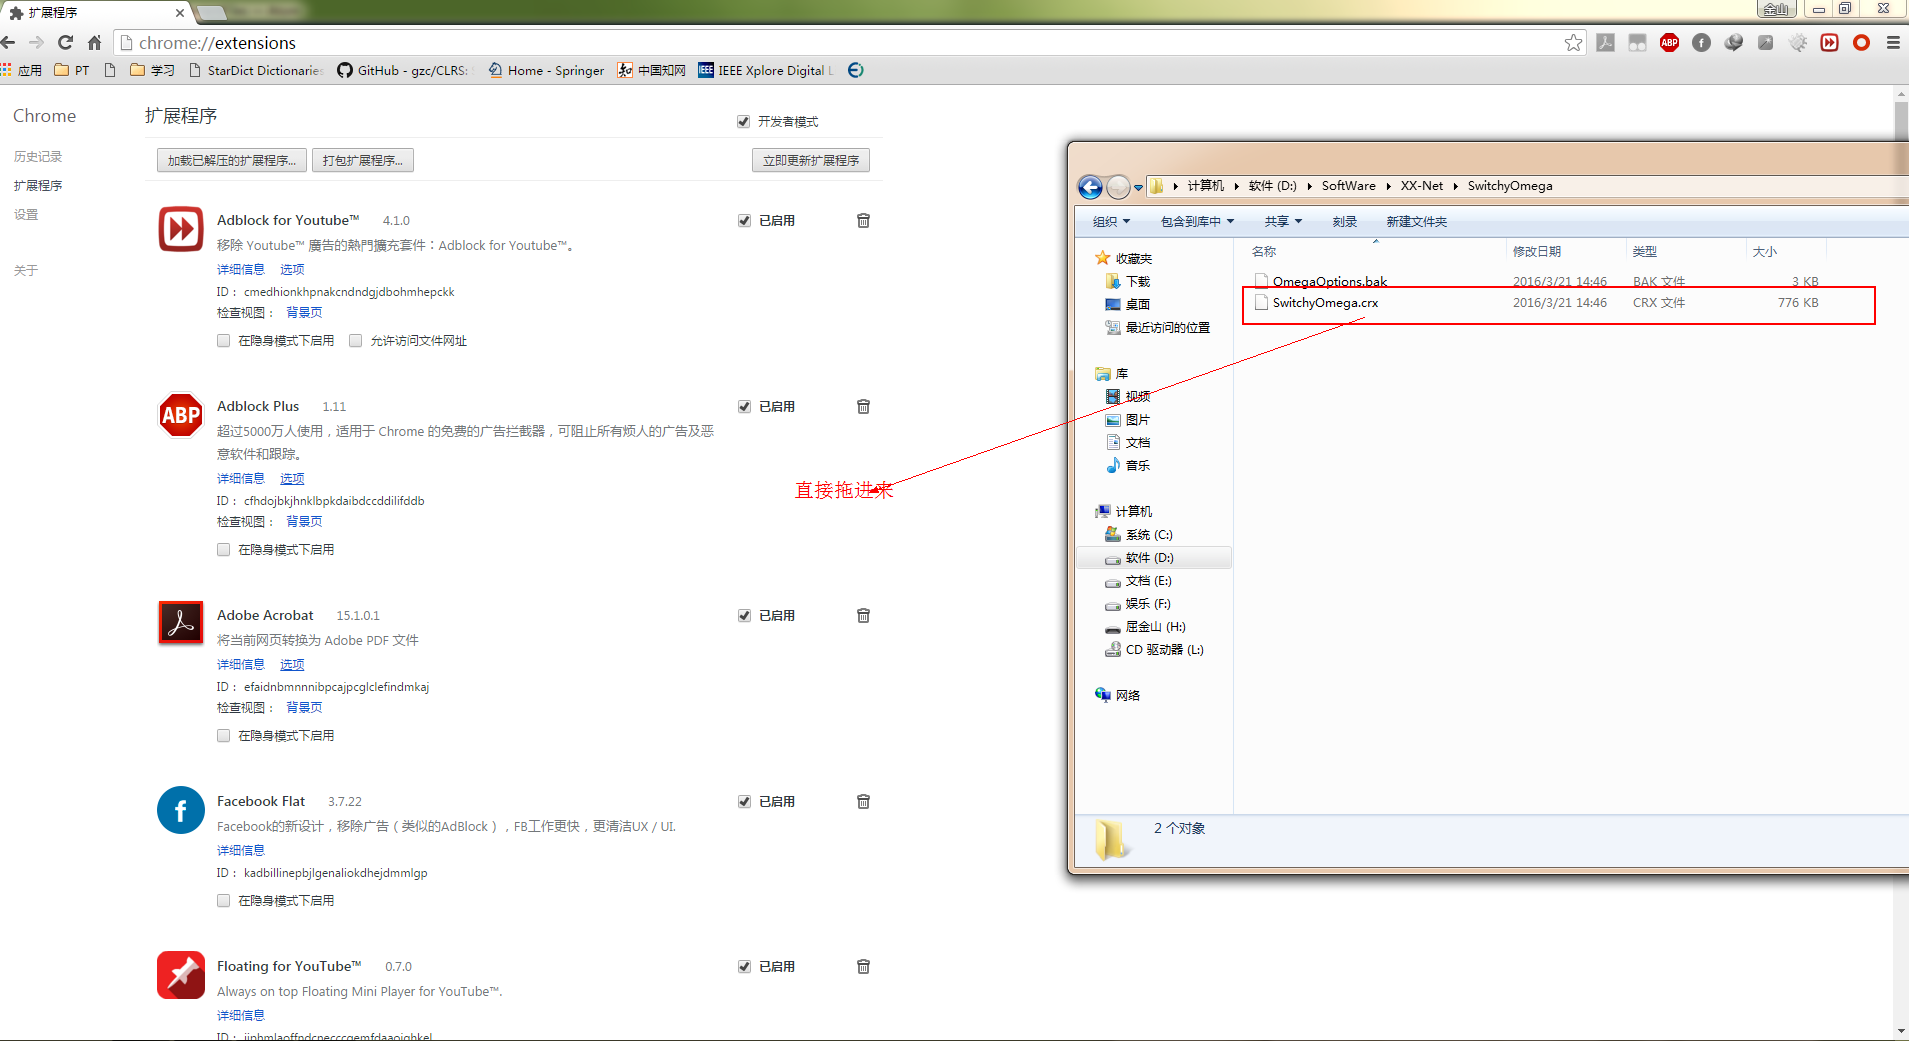 扩展程序
金山
chrome://extensions
ABP
应用
PT
学习
StarDict Dictionaries
GitHub - gzc/CLRS:
Home - Springer
中国知网
IEEE Xplore Digital L
Chrome
历史记录
扩展程序
设置
关于
扩展程序
开发者模式
加载已解压的扩展程序...
打包扩展程序...
立即更新扩展程序
Adblock for Youtube™ 4.1.0
已启用
移除 Youtube™ 廣告的熱門擴充套件：Adblock for Youtube™。
详细信息 选项
ID： cmedhionkhpnakcndndgjdbohmhepckk
检查视图： 背景页
在隐身模式下启用 允许访问文件网址
ABP
Adblock Plus 1.11
已启用
超过5000万人使用，适用于 Chrome 的免费的广告拦截器，可阻止所有烦人的广告及恶
意软件和跟踪。
详细信息 选项
ID： cfhdojbkjhnklbpkdaibdccddilifddb
检查视图： 背景页
在隐身模式下启用
Adobe Acrobat 15.1.0.1
已启用
将当前网页转换为 Adobe PDF 文件
详细信息 选项
ID： efaidnbmnnnibpcajpcglclefindmkaj
检查视图： 背景页
在隐身模式下启用
Facebook Flat 3.7.22
已启用
Facebook的新设计，移除广告（类似的AdBlock），FB工作更快，更清洁UX / UI.
详细信息
ID： kadbillinepbjlgenaliokdhejdmmlgp
在隐身模式下启用
Floating for YouTube™ 0.7.0
已启用
Always on top Floating Mini Player for YouTube™.
详细信息
直接拖进来
计算机 软件 (D:) SoftWare XX-Net SwitchyOmega
组织 包含到库中 共享 刻录 新建文件夹
名称 修改日期 类型 大小
OmegaOptions.bak 2016/3/21 14:46 BAK 文件 3 KB
SwitchyOmega.crx 2016/3/21 14:46 CRX 文件 776 KB
收藏夹
下载
桌面
最近访问的位置
库
视频
图片
文档
音乐
计算机
系统 (C:)
软件 (D:)
文档 (E:)
娱乐 (F:)
屈金山 (H:)
CD 驱动器 (L:)
网络
2 个对象